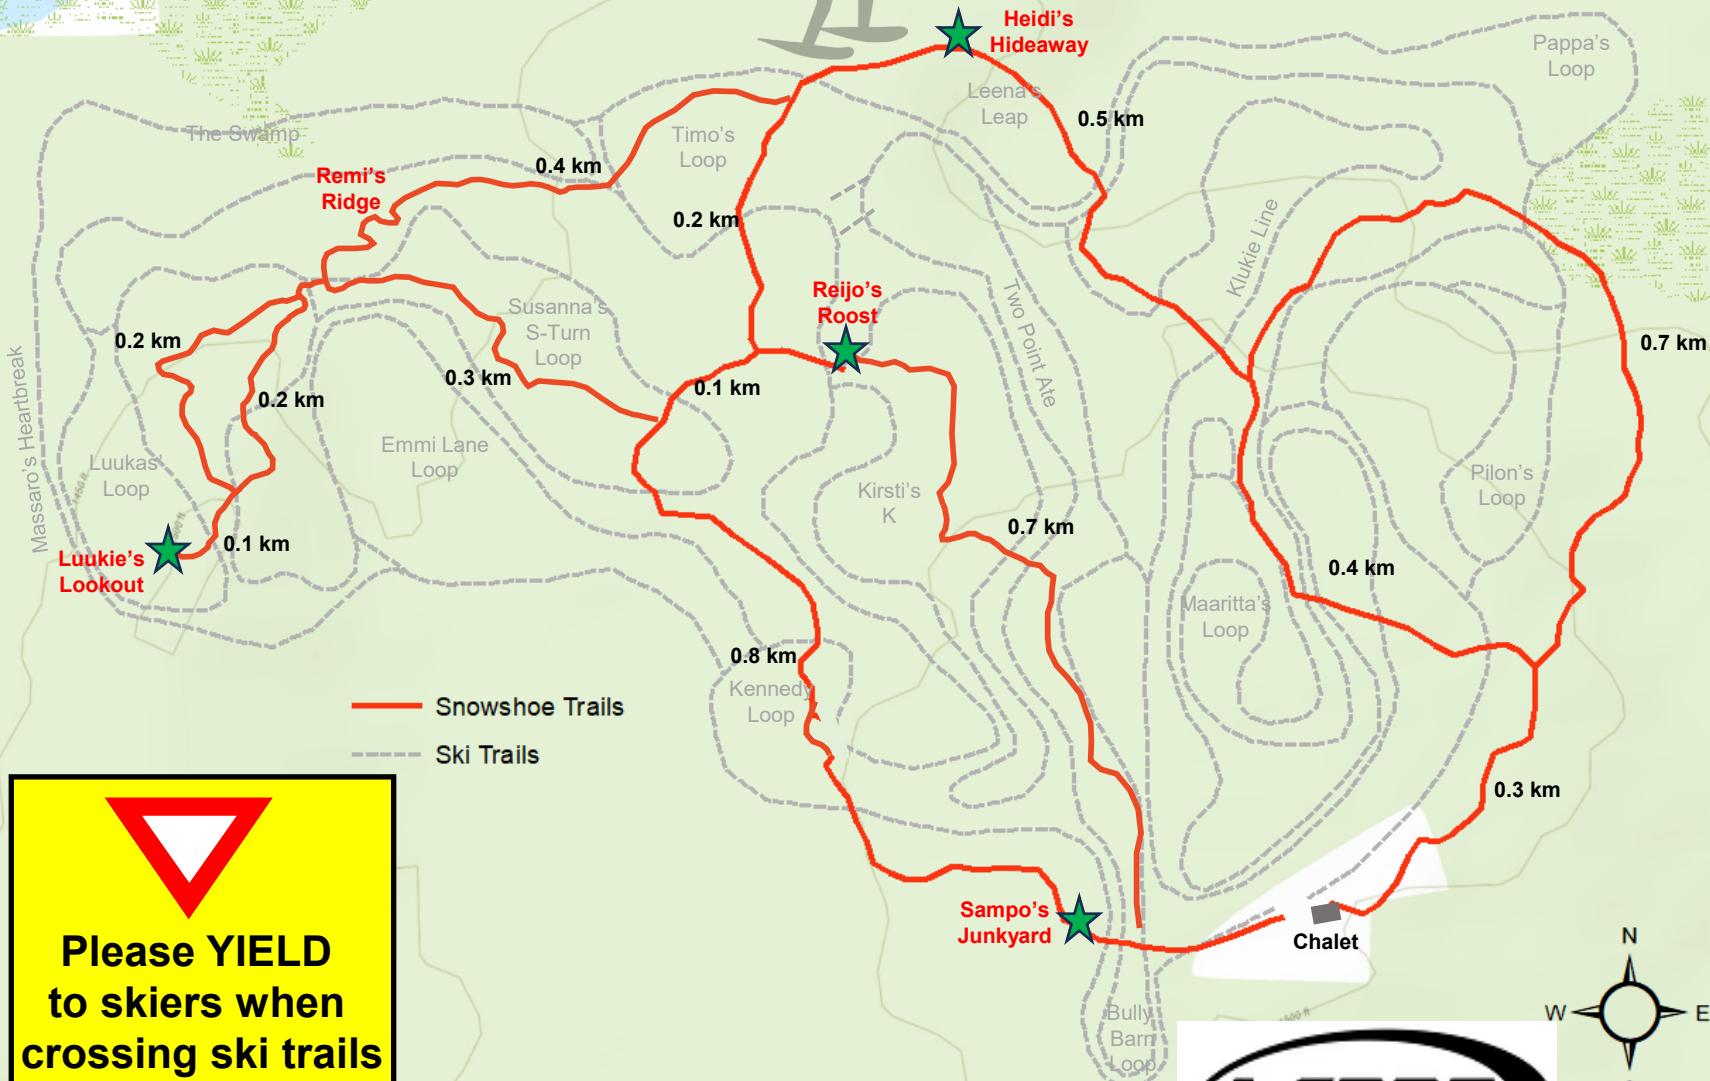 Heidi's
Hideaway
Pappa's
Loop
Leena's
Leap
0.5 km
The Swamp
Timo's
Loop
0.4 km
Remi's
Ridge
0.2 km
Klukie Line
Reijo's
Roost
Two Point Ate
Susanna's
S-Turn
Loop
0.2 km
0.7 km
Massaro's Heartbreak
0.3 km
0.1 km
0.2 km
Emmi Lane
Loop
Luukas'
Loop
Pilon's
Loop
Kirsti's
K
0.7 km
0.1 km
Luukie's
Lookout
0.4 km
Maaritta's
Loop
0.8 km
Kennedy
Loop
Snowshoe Trails
Ski Trails
0.3 km
Sampo's
Junkyard
Chalet
Please YIELD
to skiers when
crossing ski trails
N
W
E
Bully
Barn
Loop